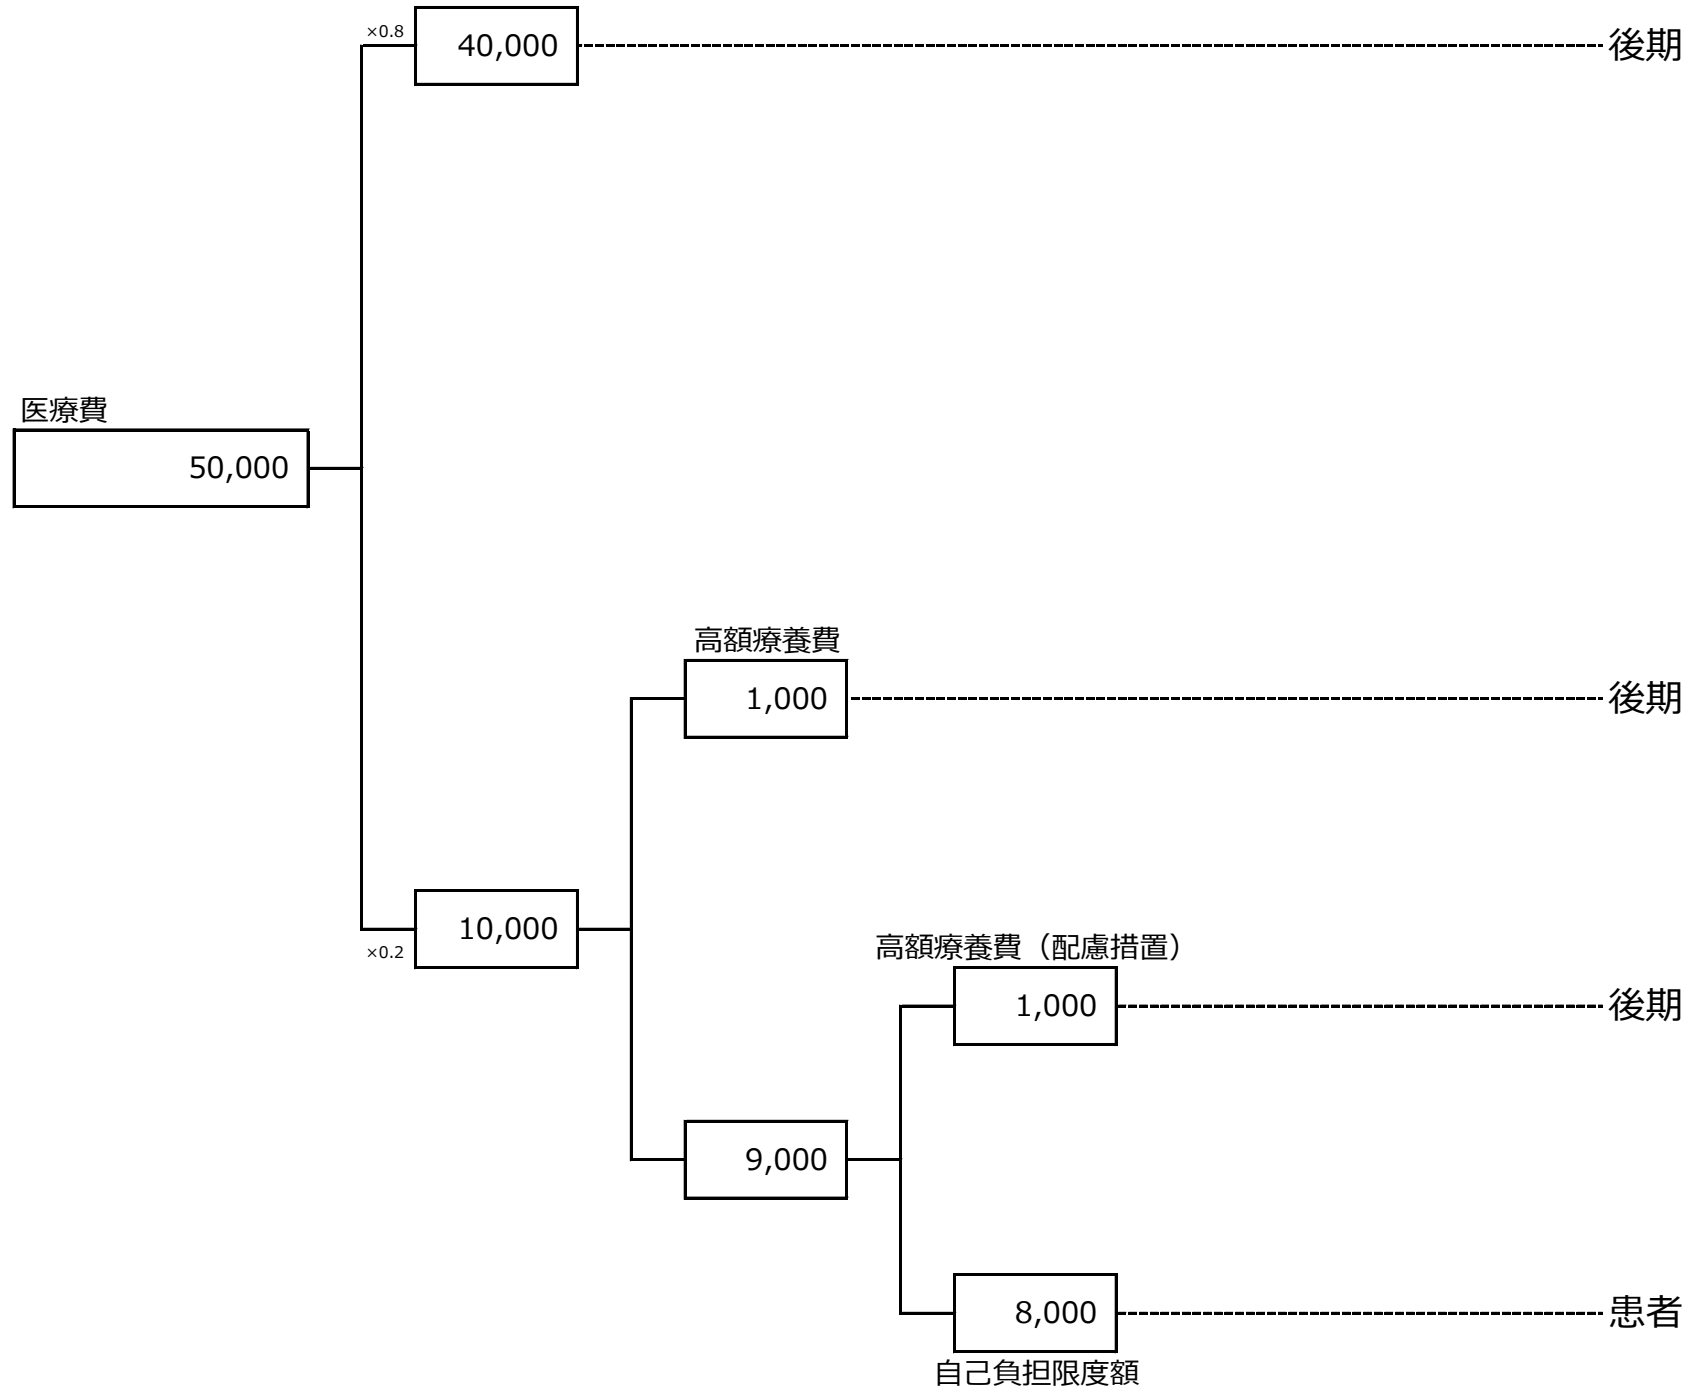 ×0.8
40,000
後期
医療費
50,000
高額療養費
1,000
後期
10,000
×0.2
高額療養費（配慮措置）
1,000
後期
9,000
8,000
患者
自己負担限度額